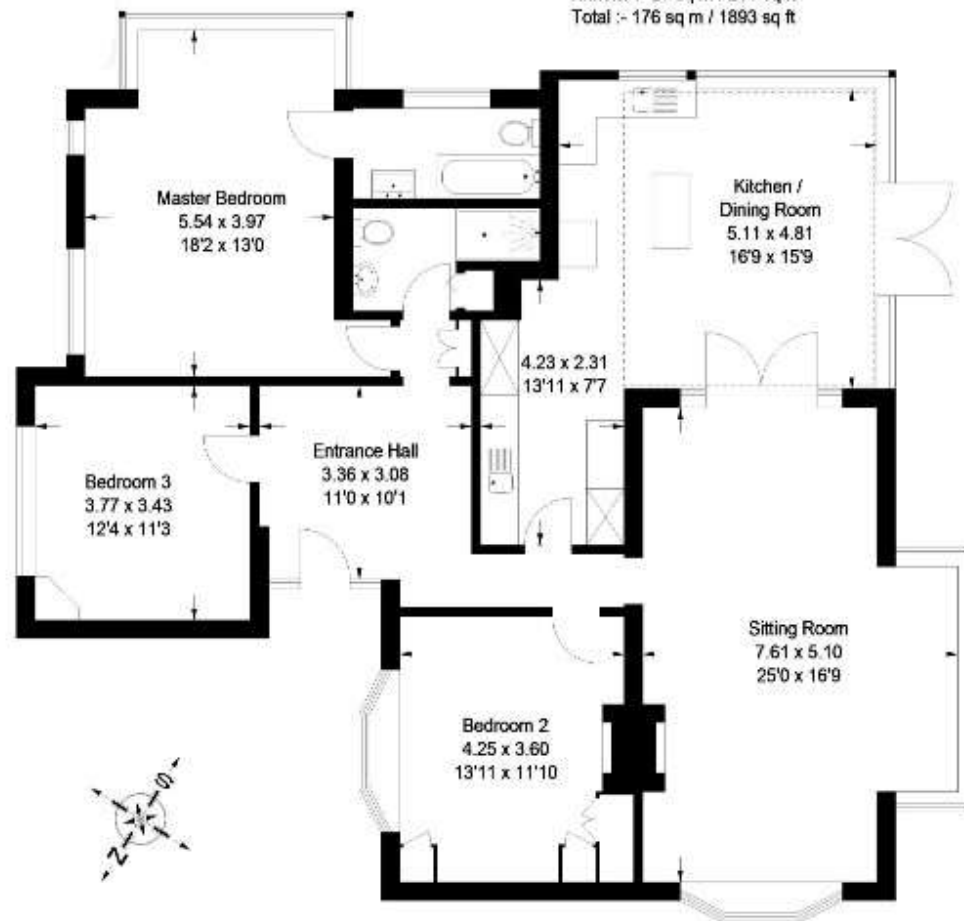 Total :- 176 sq m / 1893 sq ft
Master Bedroom
5.54 x 3.97
18'2 x 13'0
Kitchen /
Dining Room
5.11 x 4.81
16'9 x 15'9
4.23 x 2.31
13'11 x 7'7
Entrance Hall
3.36 x 3.08
11'0 x 10'1
Bedroom 3
3.77 x 3.43
12'4 x 11'3
Sitting Room
7.61 x 5.10
25'0 x 16'9
Bedroom 2
4.25 x 3.60
13'11 x 11'10
S
N